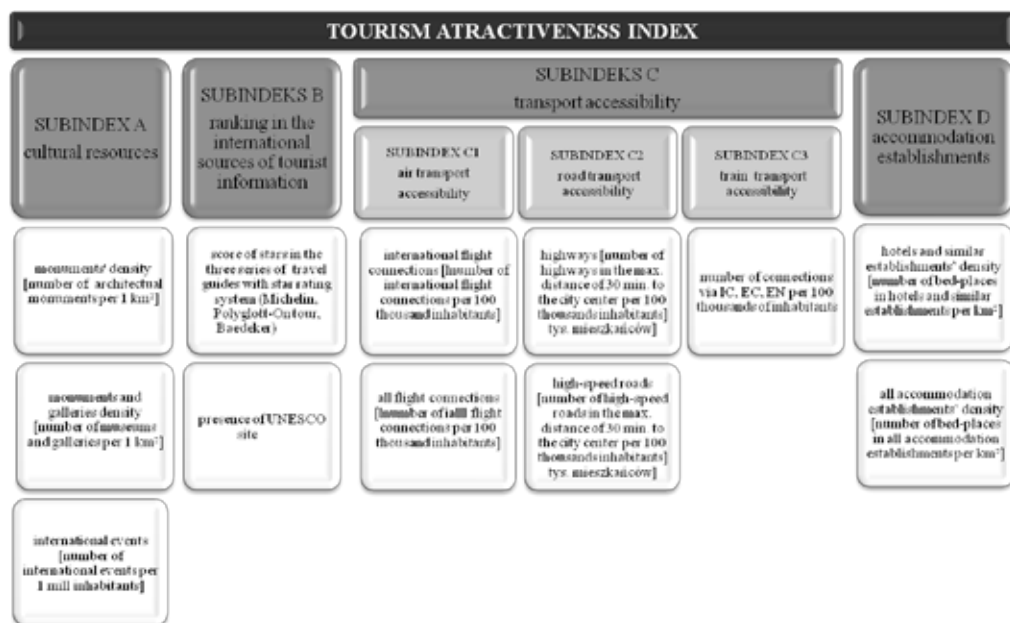 TOURISM ATRACTIVENESS INDEX
SUBINDEX A
cultural resources
SUBINDEKS B
ranking in the
international
sources of tourist
information
SUBINDEKS C
transport accessibility
SUBINDEX C1
air transport
accessibility
SUBINDEX C2
road transport
accessibility
SUBINDEX C3
train transport
accessibility
SUBINDEX D
accommodation
establishments
monuments' density
[number of architectual
monuments per 1 km²]
monuments and
galleries density
[number of museums
and galleries per 1 km²]
international events
[number of
international events per
1 mill inhabitants]
score of stars in the
three series of travel
guides with star rating
system (Michelin,
Polyglott-Ontour,
Baedeker)
presence of UNESCO
site
international flight
connections [number of
international flight
connections per 100
thousand inhabitants]
all flight connections
[number of all flight
connections per 100
thousand inhabitants]
highways [number of
highways in the max.
distance of 30 min. to
the city center per 100
thousands inhabitants]
tys. mieszkańców]
high-speed roads
[number of high-speed
roads in the max.
distance of 30 min. to
the city center per 100
thousands inhabitants]
tys. mieszkańców]
number of connections
via IC, EC, EN per 100
thousands of inhabitants
hotels and similar
establishments' density
[number of bed-places
in hotels and similar
establishments per km²]
all accommodation
establishments' density
[number of bed-places
in all accommodation
establishments per km²]